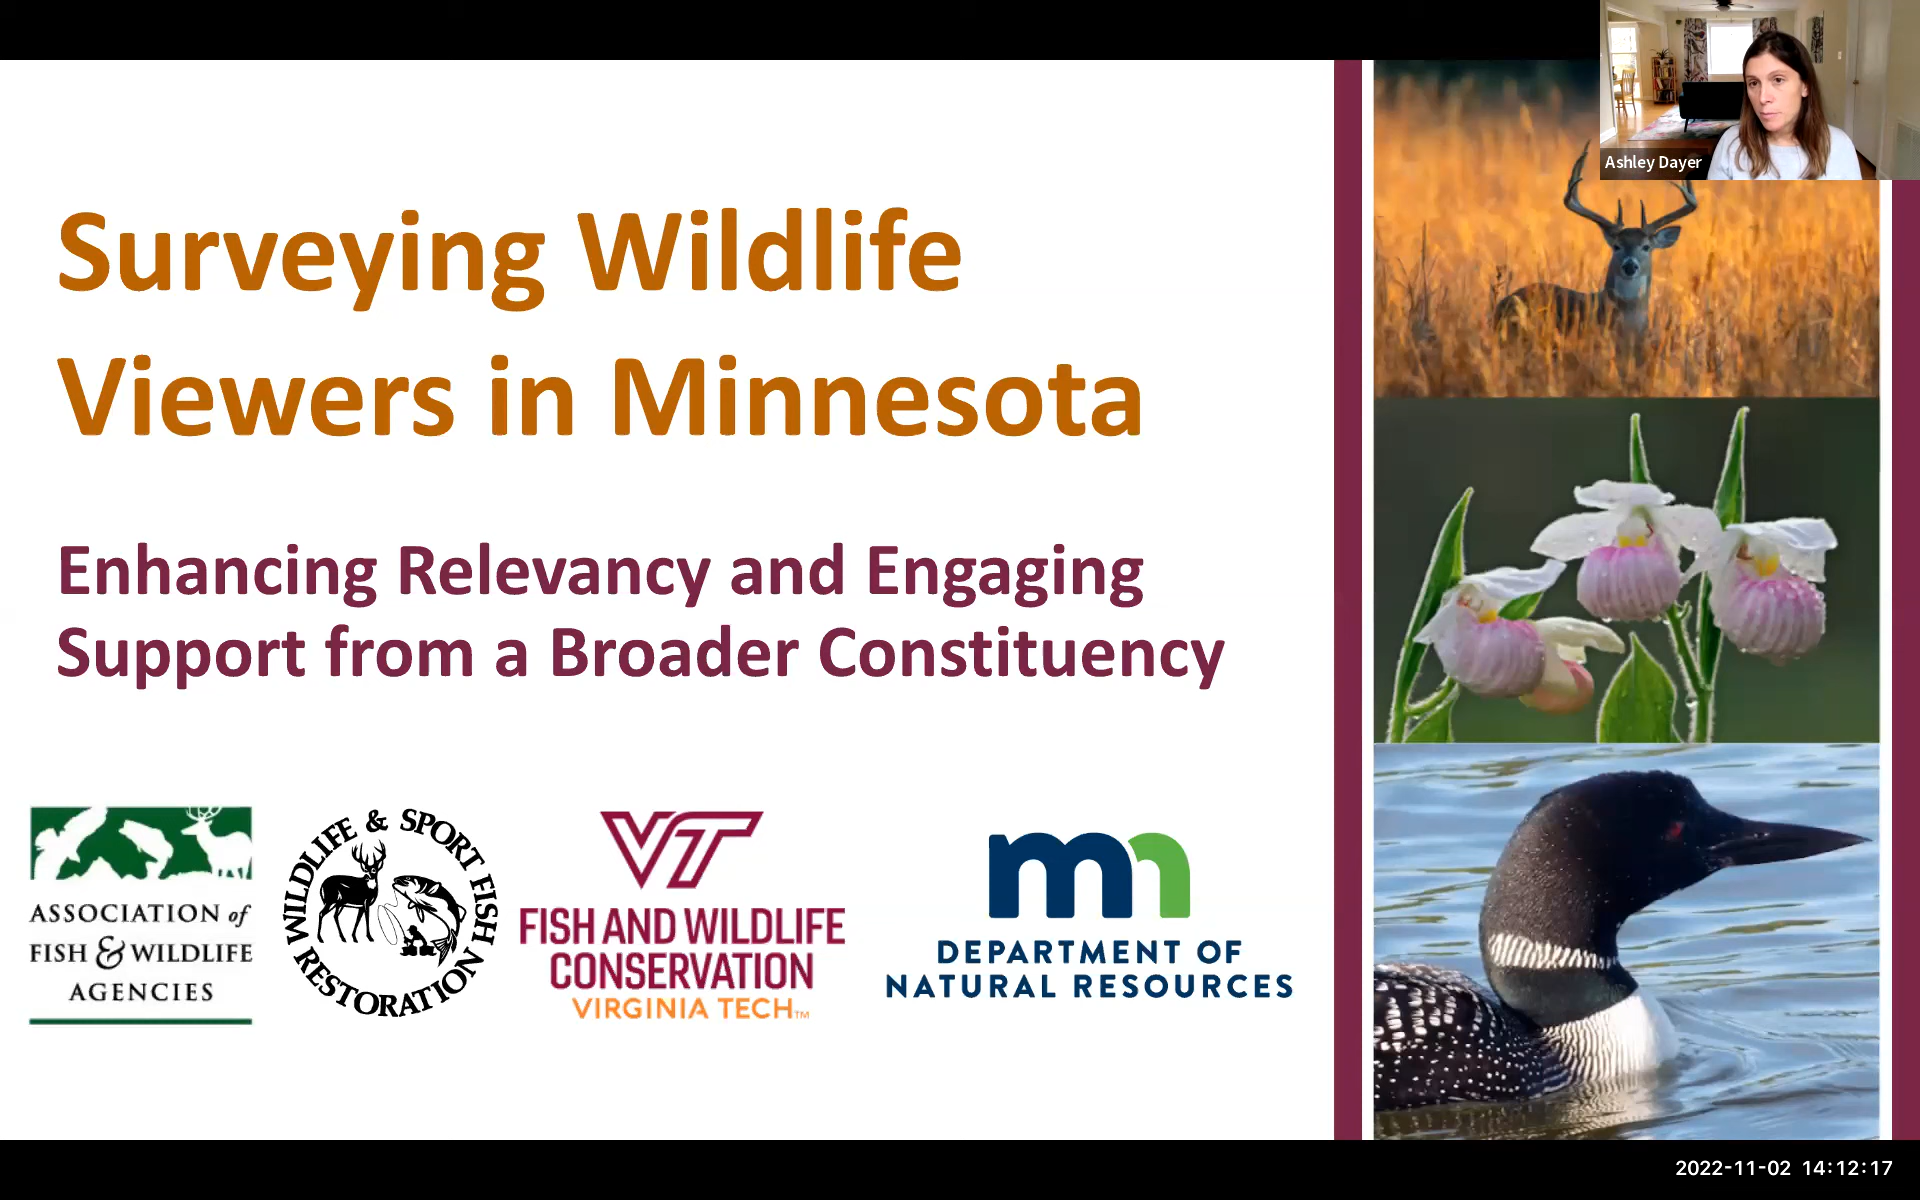 Ashley Dayer
Surveying Wildlife
Viewers in Minnesota
Enhancing Relevancy and Engaging
Support from a Broader Constituency
ASSOCIATION of
FISH & WILDLIFE
AGENCIES
WILDLIFE & SPORT FISH
RESTORATION
VT
FISH AND WILDLIFE
CONSERVATION
VIRGINIA TECH™
mn
DEPARTMENT OF
NATURAL RESOURCES
2022-11-02 14:12:17